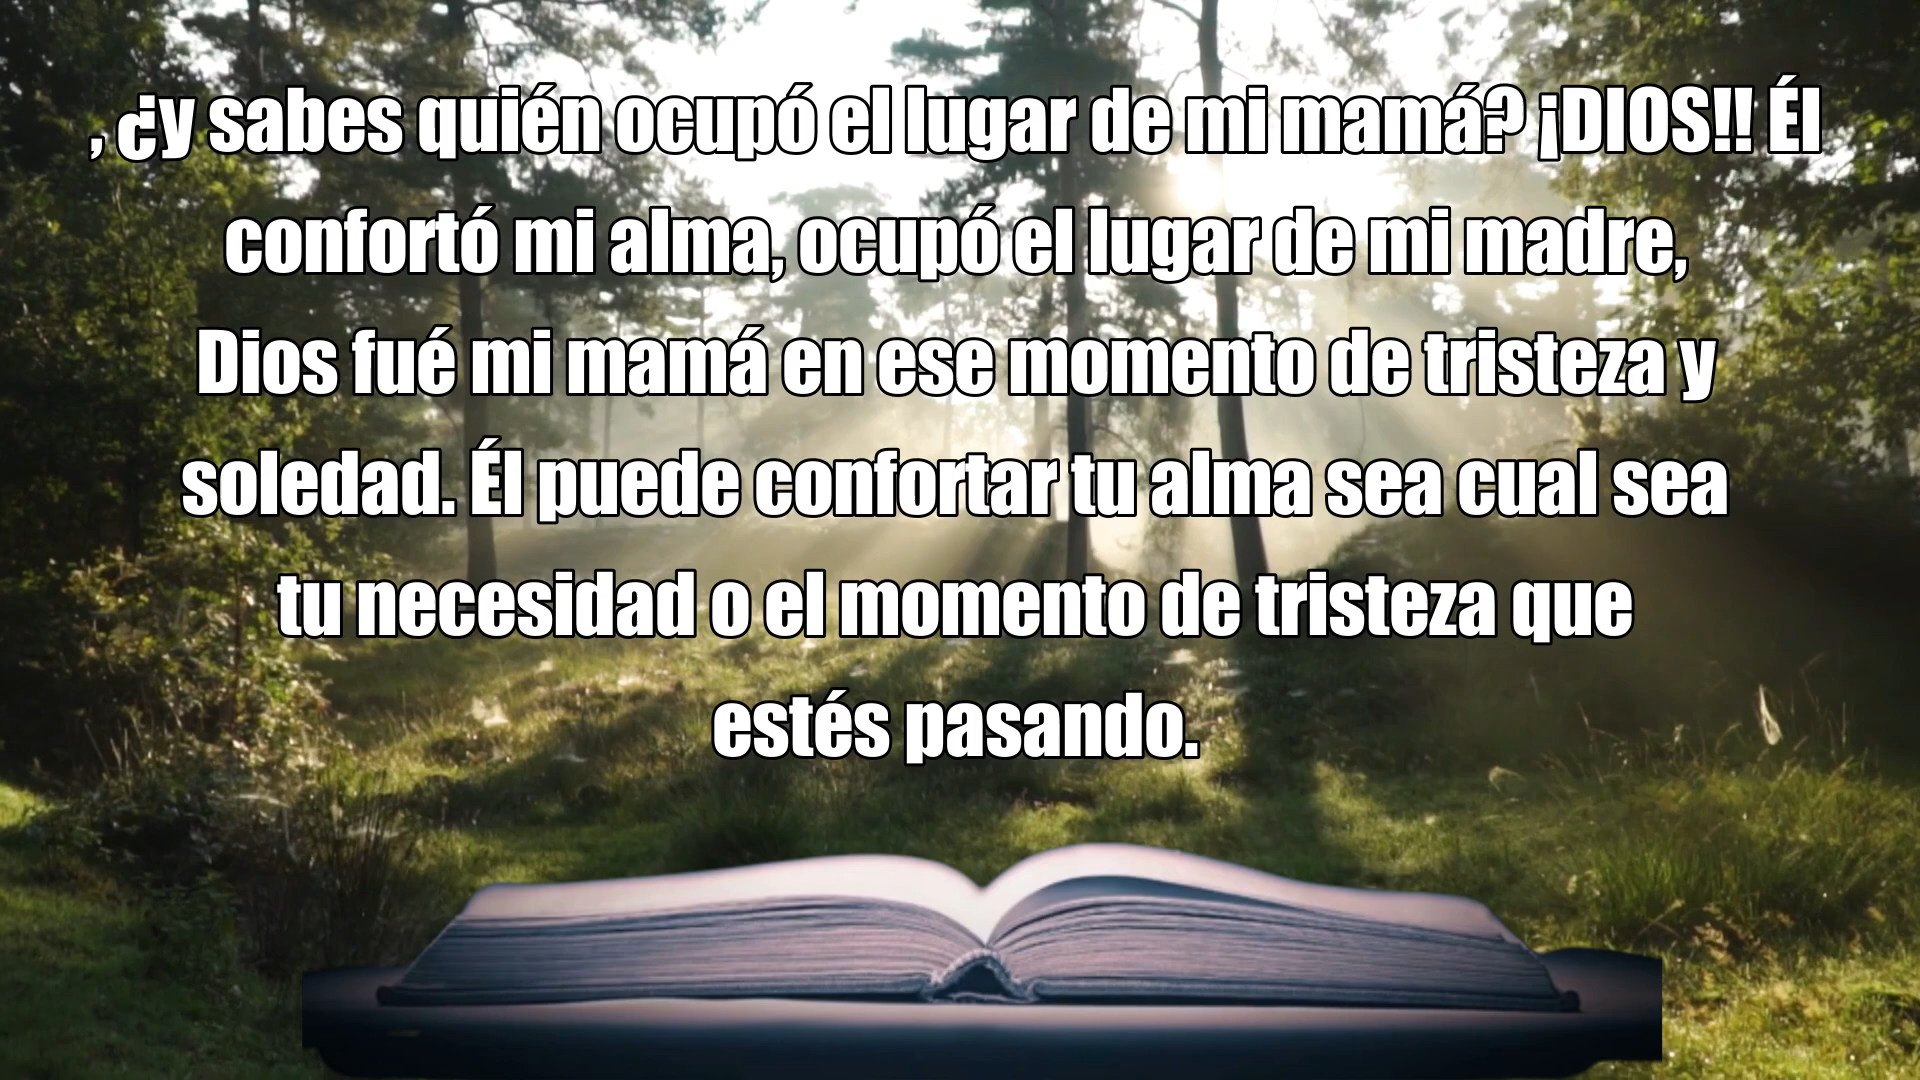 , ¿y sabes quién ocupó el lugar de mi mamá? ¡DIOS!! Él
confortó mi alma, ocupó el lugar de mi madre,
Dios fué mi mamá en ese momento de tristeza y
soledad. Él puede confortar tu alma sea cual sea
tu necesidad o el momento de tristeza que
estés pasando.